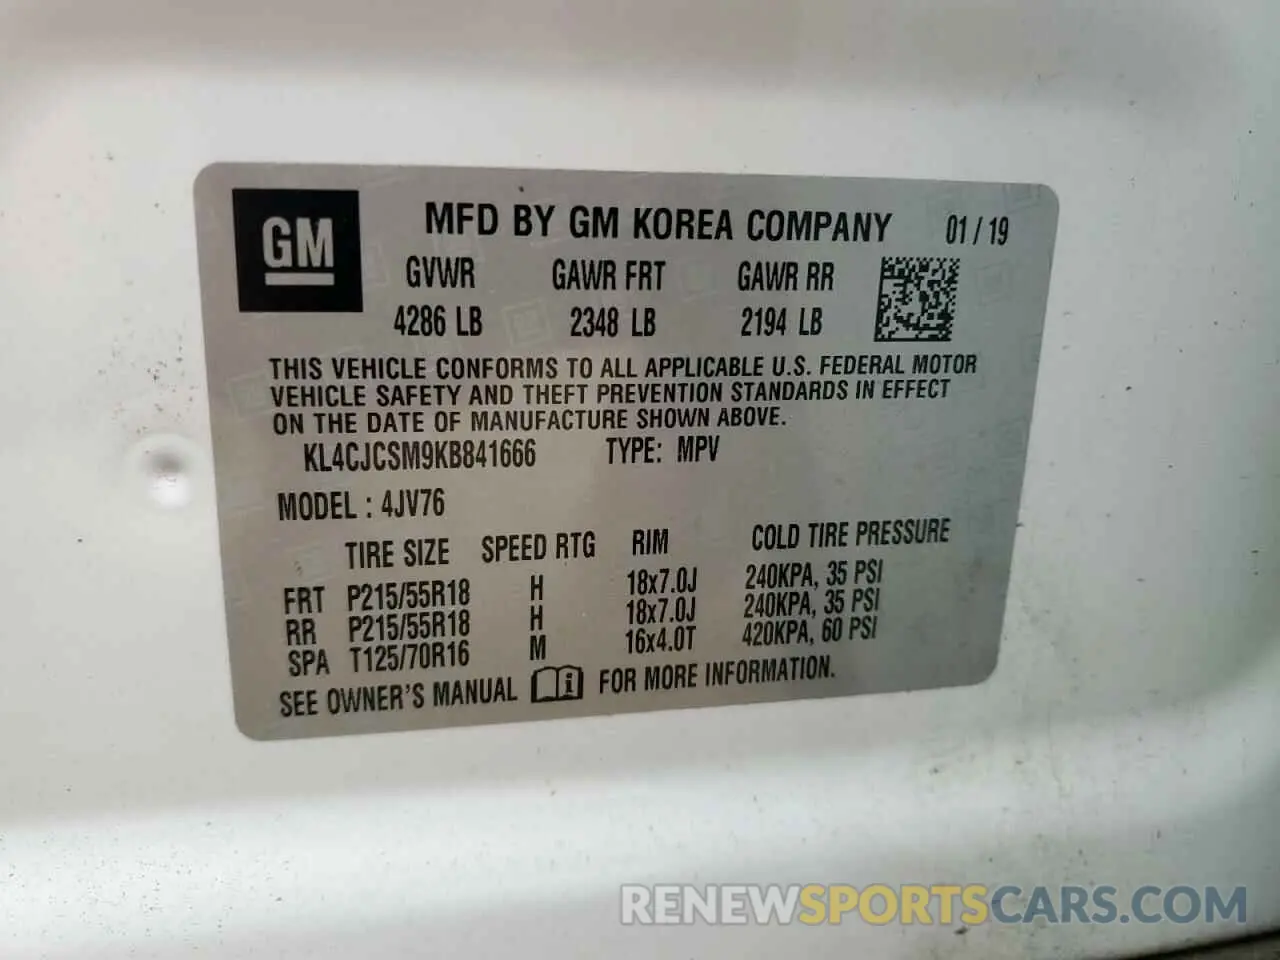 GM
MFD BY GM KOREA COMPANY 01/19
GVWR GAWR FRT GAWR RR
4286 LB 2348 LB 2194 LB
THIS VEHICLE CONFORMS TO ALL APPLICABLE U.S. FEDERAL MOTOR
VEHICLE SAFETY AND THEFT PREVENTION STANDARDS IN EFFECT
ON THE DATE OF MANUFACTURE SHOWN ABOVE.
KL4CJCSM9KB841666 TYPE: MPV
MODEL : 4JV76
TIRE SIZE SPEED RTG RIM COLD TIRE PRESSURE
FRT P215/55R18 H 18x7.0J 240KPA, 35 PSI
RR P215/55R18 H 18x7.0J 240KPA, 35 PSI
SPA T125/70R16 M 16x4.0T 420KPA, 60 PSI
SEE OWNER'S MANUAL i FOR MORE INFORMATION.
RENEWSPORTSCARS.COM